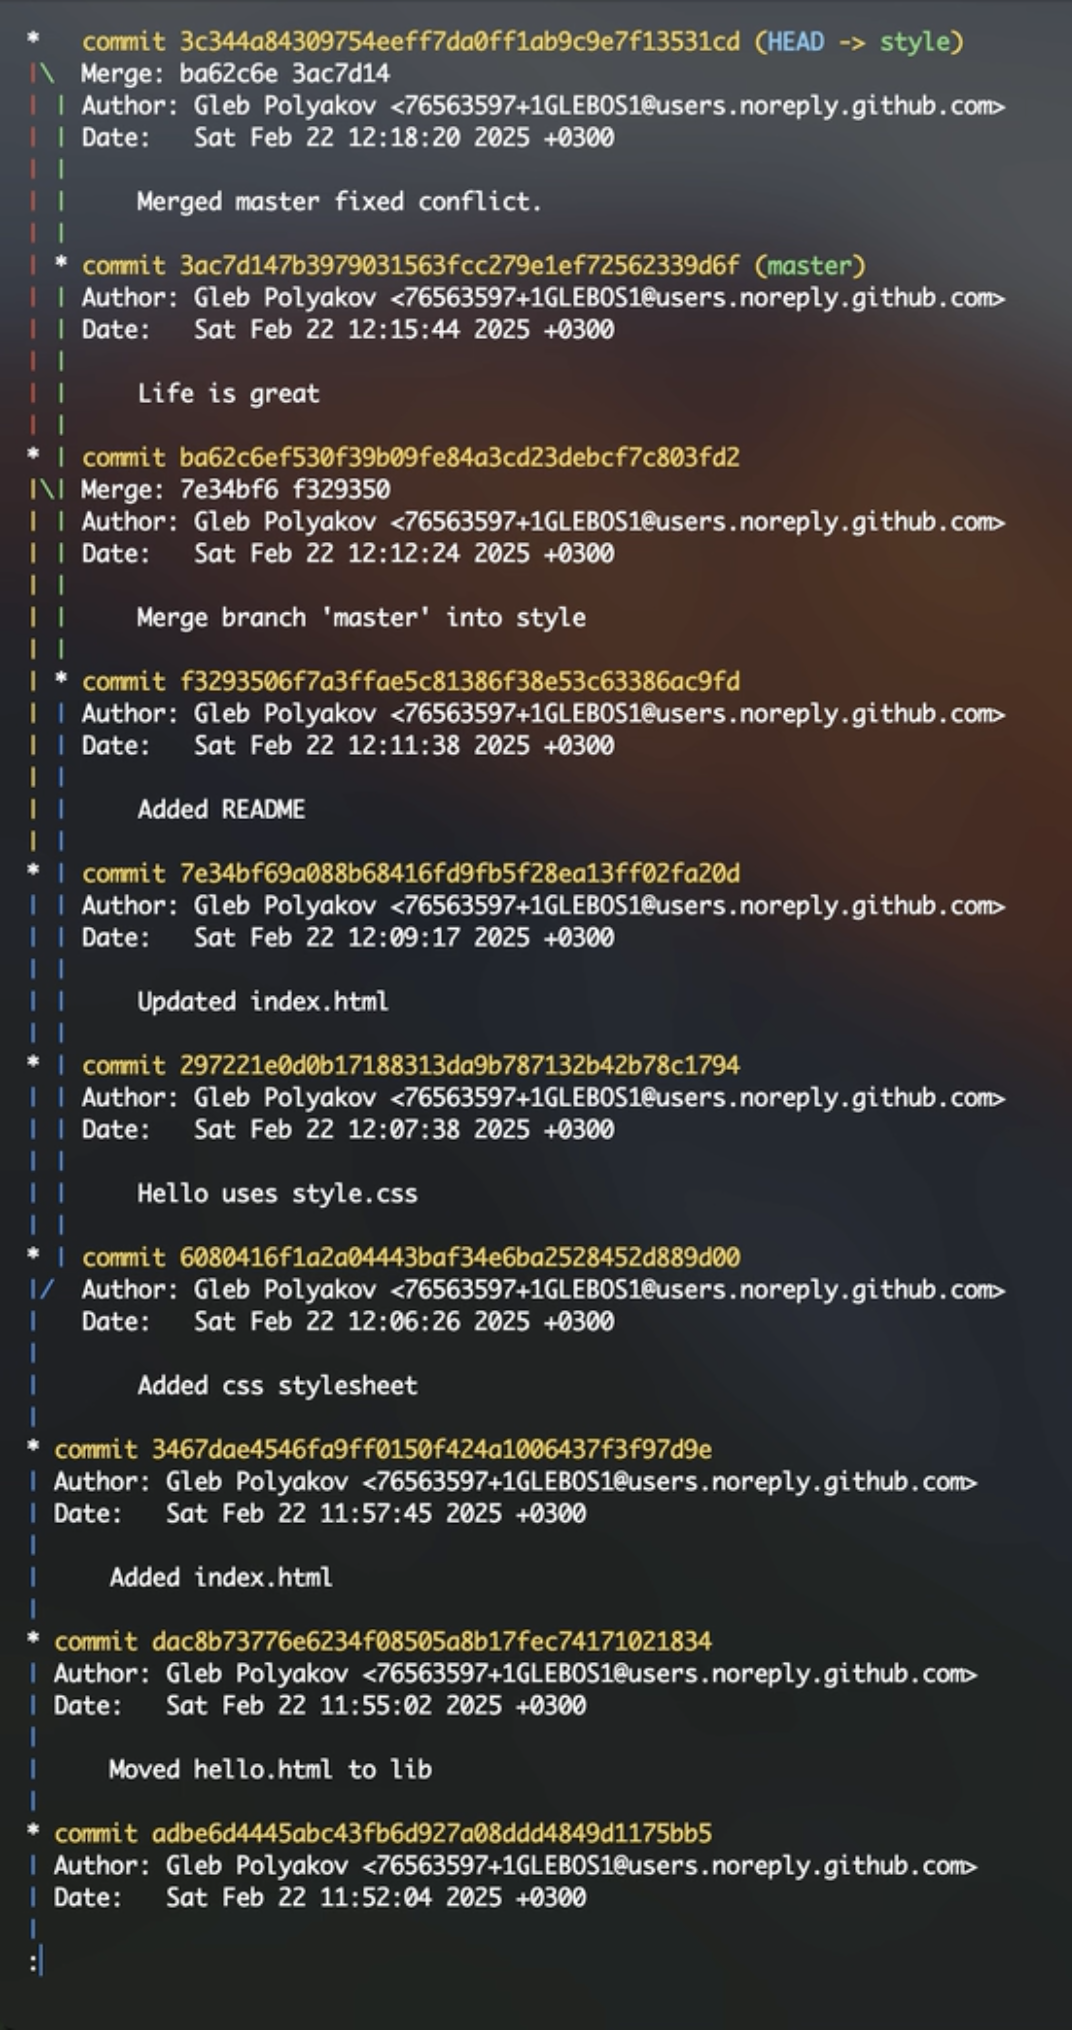 *   commit 3c344a84309754eeff7da0ff1ab9c9e7f13531cd (HEAD -> style)
|\  Merge: ba62c6e 3ac7d14
| | Author: Gleb Polyakov <76563597+1GLEBOS1@users.noreply.github.com>
| | Date:   Sat Feb 22 12:18:20 2025 +0300
| |
| |     Merged master fixed conflict.
| |
| * commit 3ac7d147b3979031563fcc279e1ef72562339d6f (master)
| | Author: Gleb Polyakov <76563597+1GLEBOS1@users.noreply.github.com>
| | Date:   Sat Feb 22 12:15:44 2025 +0300
| |
| |     Life is great
| |
* | commit ba62c6ef530f39b09fe84a3cd23debcf7c803fd2
|\| Merge: 7e34bf6 f329350
| | Author: Gleb Polyakov <76563597+1GLEBOS1@users.noreply.github.com>
| | Date:   Sat Feb 22 12:12:24 2025 +0300
| |
| |     Merge branch 'master' into style
| |
| * commit f3293506f7a3ffae5c81386f38e53c63386ac9fd
| | Author: Gleb Polyakov <76563597+1GLEBOS1@users.noreply.github.com>
| | Date:   Sat Feb 22 12:11:38 2025 +0300
| |
| |     Added README
| |
* | commit 7e34bf69a088b68416fd9fb5f28ea13ff02fa20d
| | Author: Gleb Polyakov <76563597+1GLEBOS1@users.noreply.github.com>
| | Date:   Sat Feb 22 12:09:17 2025 +0300
| |
| |     Updated index.html
| |
* | commit 297221e0d0b17188313da9b787132b42b78c1794
| | Author: Gleb Polyakov <76563597+1GLEBOS1@users.noreply.github.com>
| | Date:   Sat Feb 22 12:07:38 2025 +0300
| |
| |     Hello uses style.css
| |
* | commit 6080416f1a2a04443baf34e6ba2528452d889d00
|/  Author: Gleb Polyakov <76563597+1GLEBOS1@users.noreply.github.com>
|   Date:   Sat Feb 22 12:06:26 2025 +0300
|
|       Added css stylesheet
|
* commit 3467dae4546fa9ff0150f424a1006437f3f97d9e
| Author: Gleb Polyakov <76563597+1GLEBOS1@users.noreply.github.com>
| Date:   Sat Feb 22 11:57:45 2025 +0300
|
|     Added index.html
|
* commit dac8b73776e6234f08505a8b17fec74171021834
| Author: Gleb Polyakov <76563597+1GLEBOS1@users.noreply.github.com>
| Date:   Sat Feb 22 11:55:02 2025 +0300
|
|     Moved hello.html to lib
|
* commit adbe6d4445abc43fb6d927a08ddd4849d1175bb5
| Author: Gleb Polyakov <76563597+1GLEBOS1@users.noreply.github.com>
| Date:   Sat Feb 22 11:52:04 2025 +0300
|
: